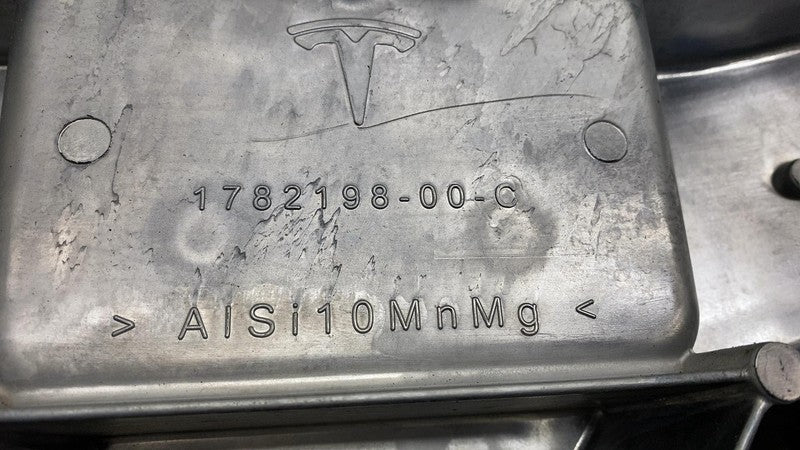 1782198-00-C
> AlSi10MnMg <